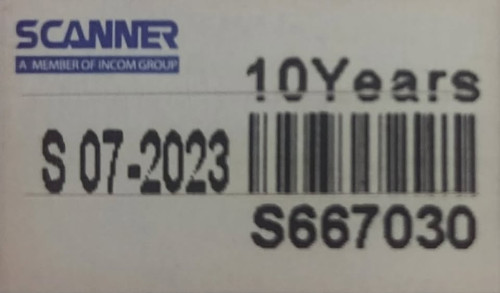 SCANNER
A MEMBER OF INCOM GROUP
10Years
S 07-2023
S667030